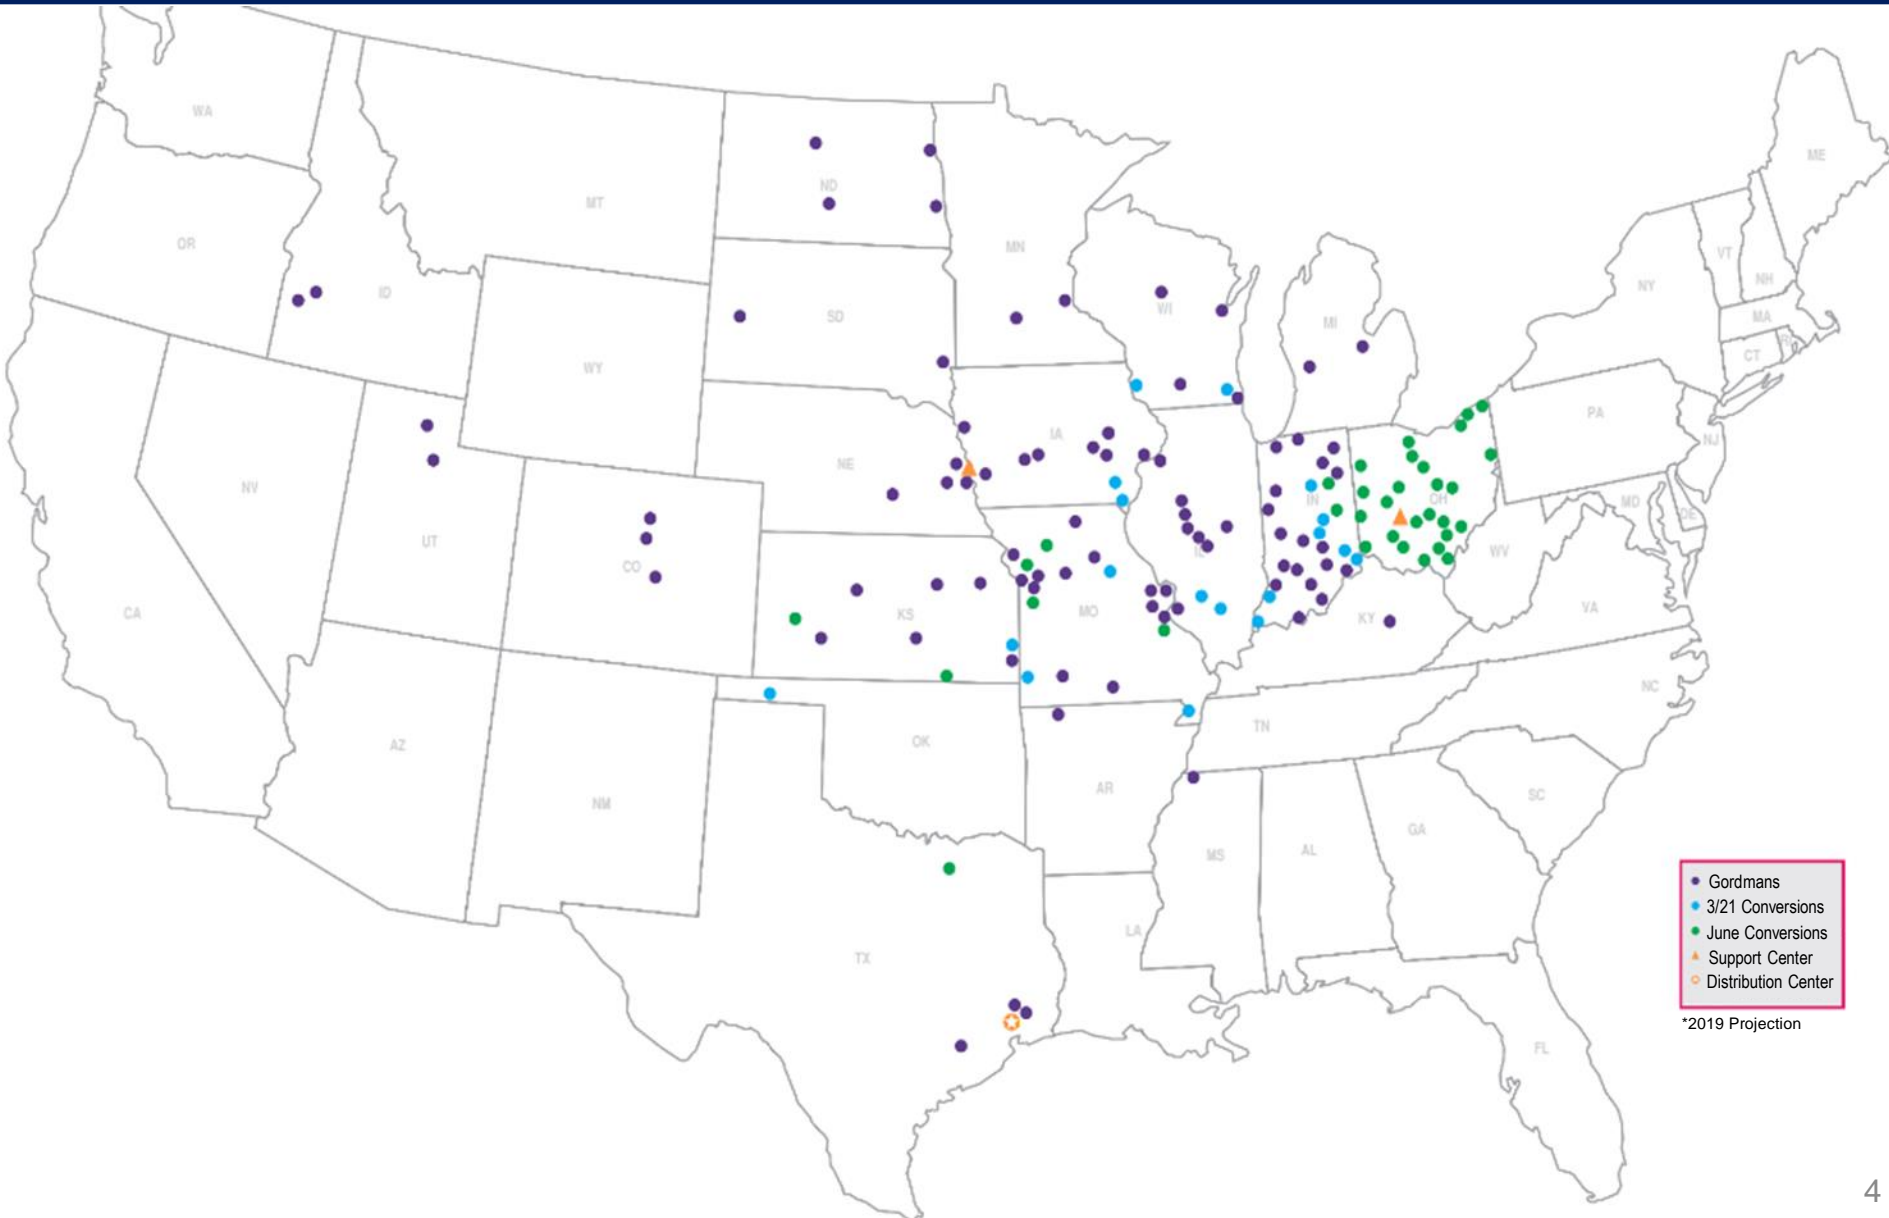 WA
ME
MT
ND
OR
MN
VT
NH
NY
ID
SD
WI
MI
MA
RI
CT
WY
PA
NJ
IA
NE
NV
IN
OH
MD
DE
UT
CO
IL
WV
CA
KS
MO
KY
VA
NC
TN
AZ
OK
AR
NM
SC
GA
MS
AL
LA
TX
FL
Gordmans
3/21 Conversions
June Conversions
Support Center
Distribution Center
*2019 Projection
4